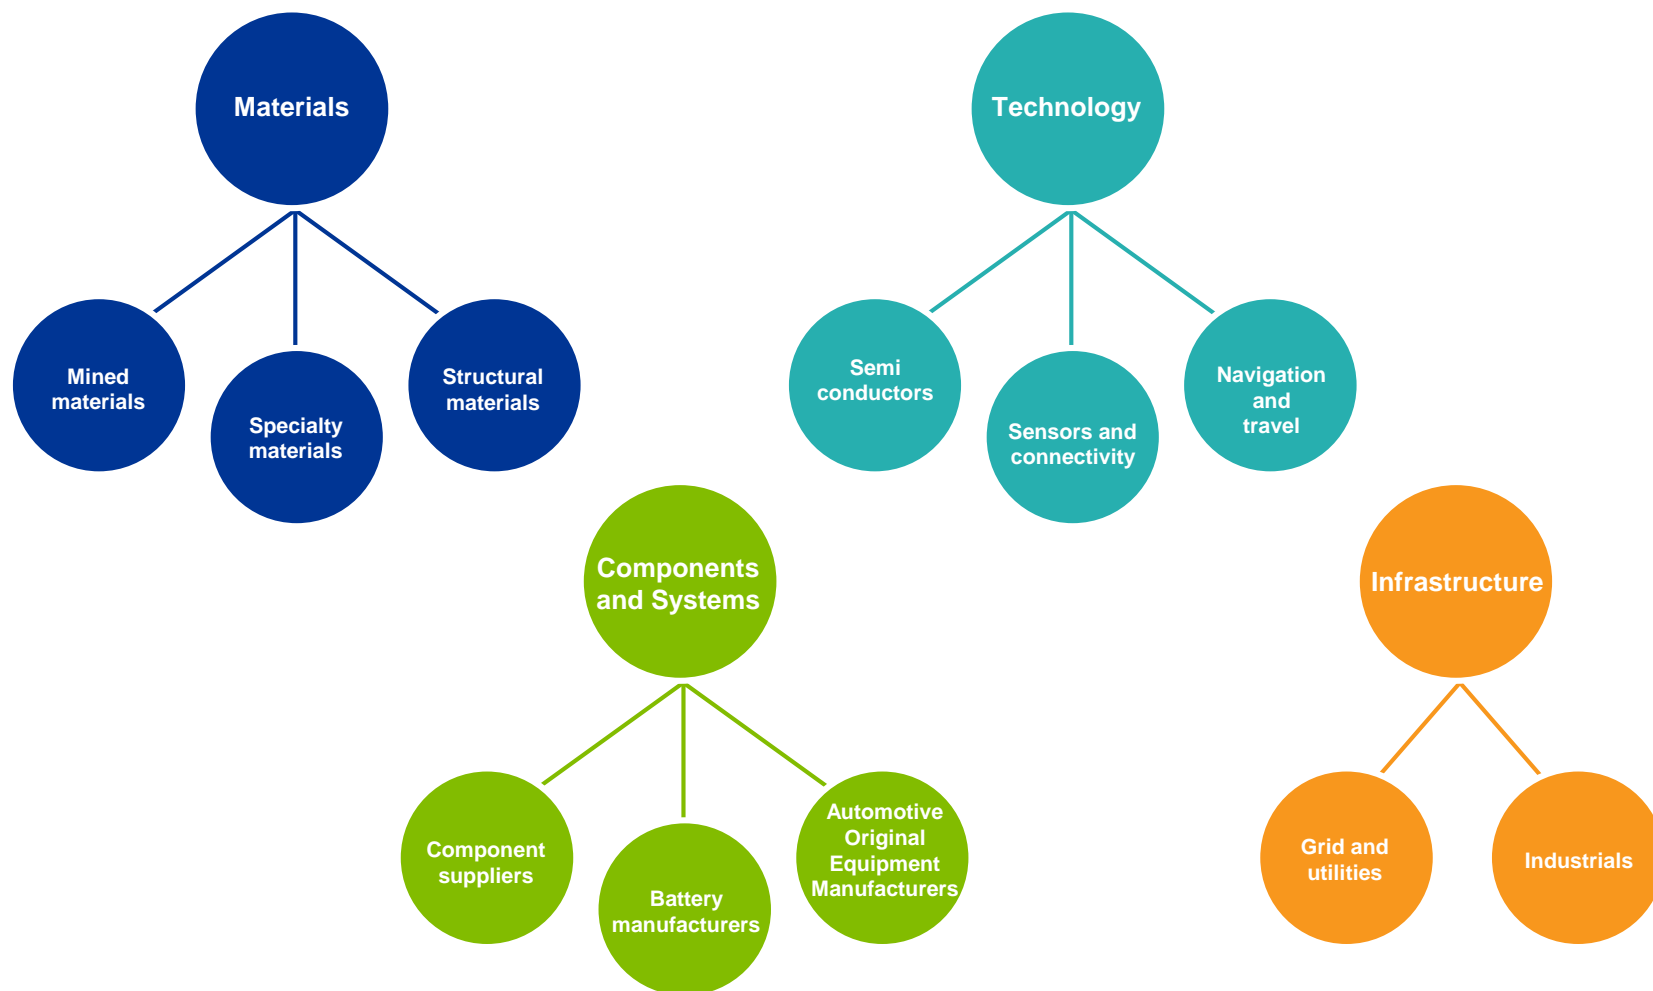 Materials
Mined
materials
Specialty
materials
Structural
materials
Technology
Semi
conductors
Sensors and
connectivity
Navigation
and
travel
Components
and Systems
Component
suppliers
Battery
manufacturers
Automotive
Original
Equipment
Manufacturers
Infrastructure
Grid and
utilities
Industrials